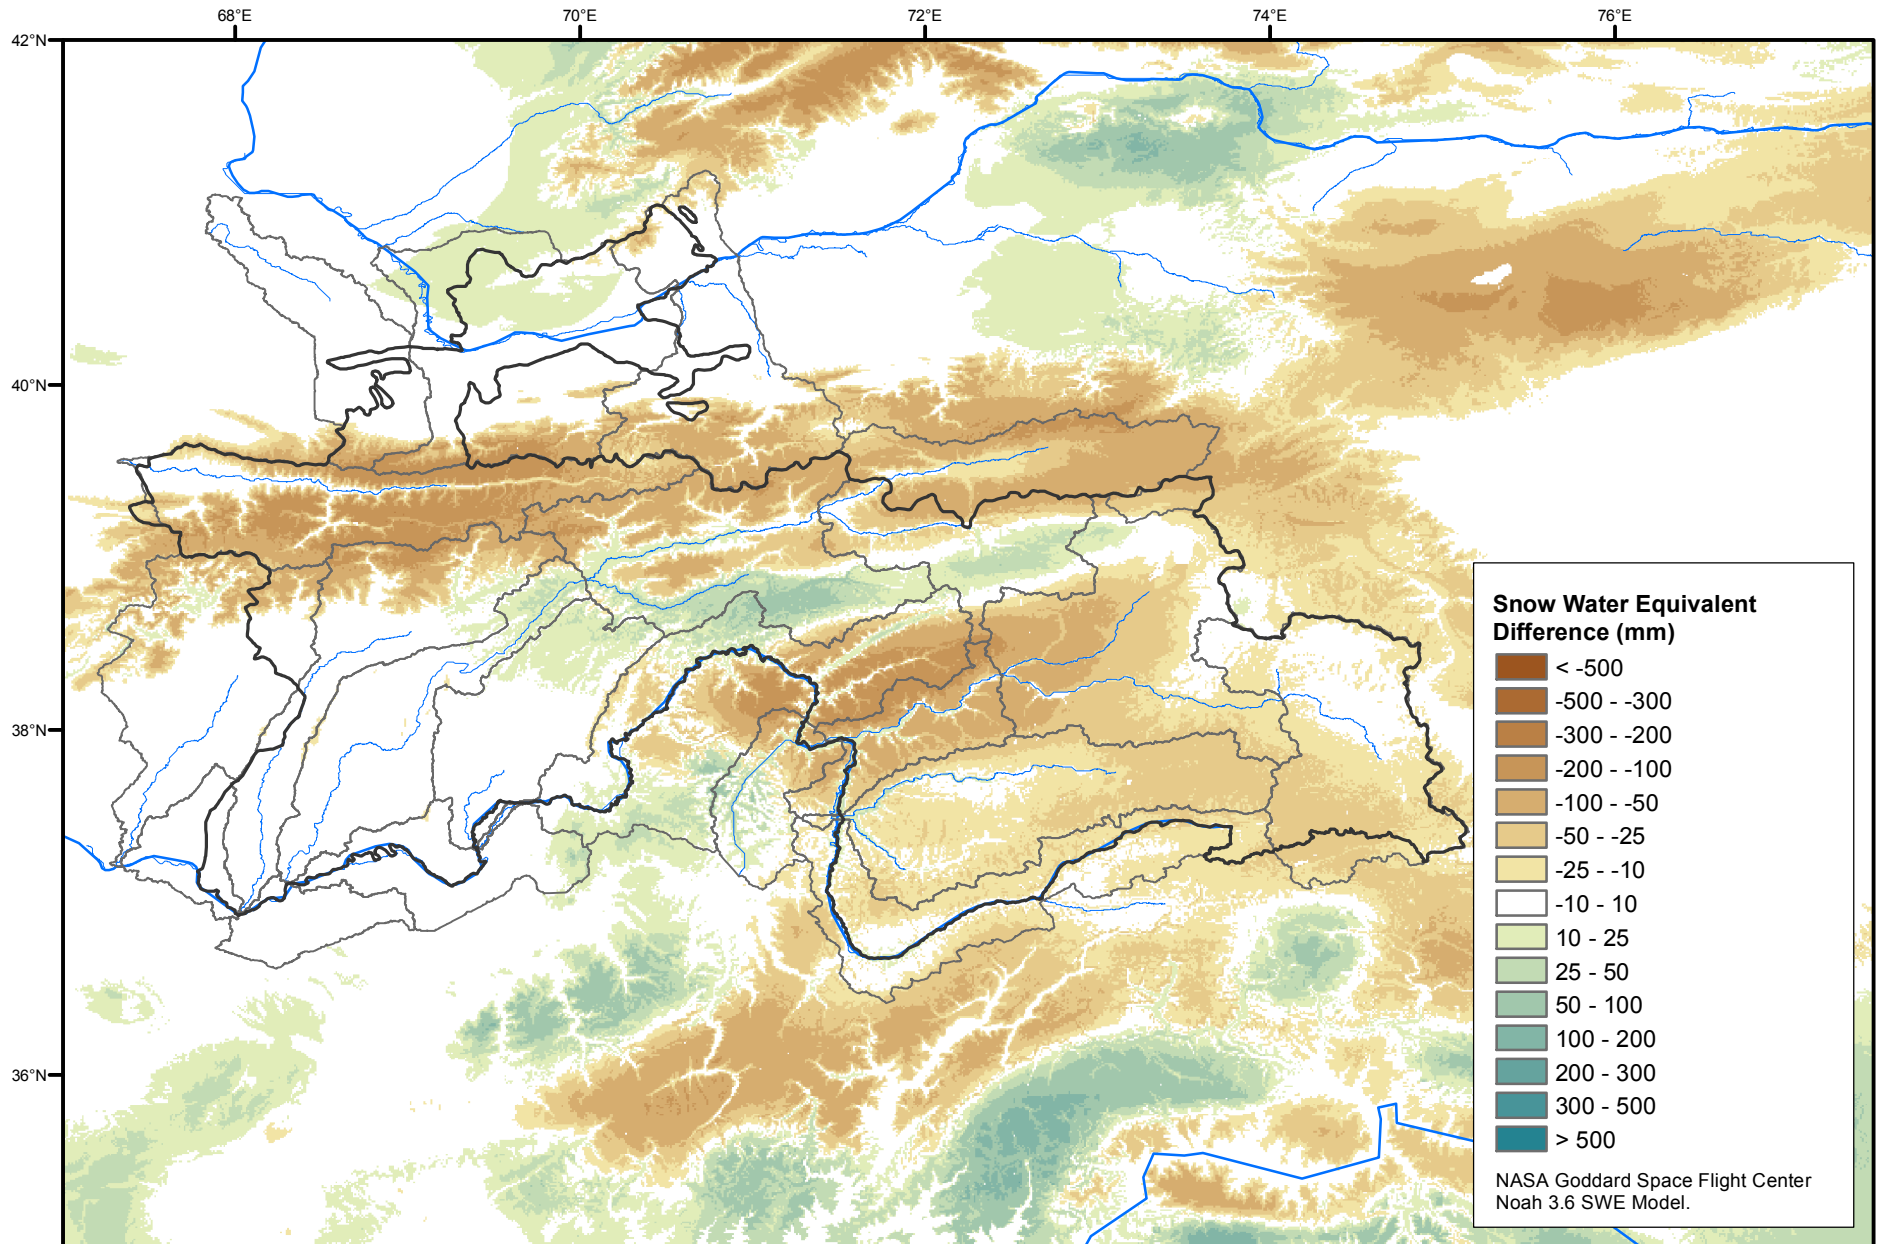 68°E
70°E
72°E
74°E
76°E
42°N
40°N
38°N
36°N
Snow Water Equivalent
Difference (mm)
< -500
-500 - -300
-300 - -200
-200 - -100
-100 - -50
-50 - -25
-25 - -10
-10 - 10
10 - 25
25 - 50
50 - 100
100 - 200
200 - 300
300 - 500
> 500
NASA Goddard Space Flight Center
Noah 3.6 SWE Model.